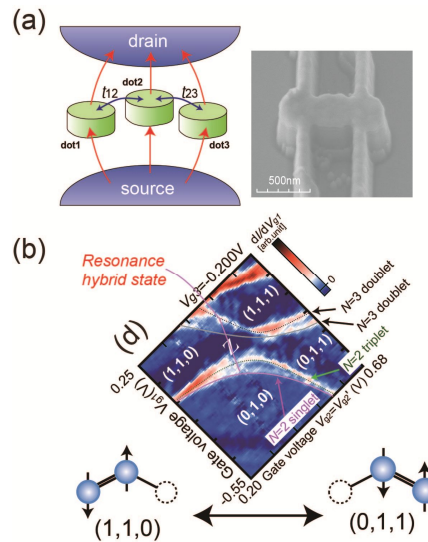 (a)
drain
dot2
t12
t23
dot1
dot3
source
500nm
(b)
dI/dVg1
[arb.unit]
0
Resonance
hybrid state
Vg3=-0.200V
N=3 doublet
N=3 doublet
(1,1,1)
(d)
(1,1,0)
(0,1,1)
N=2 triplet
0.25
(0,1,0)
N=2 singlet
0.68
Gate voltage Vg1(V)
Gate voltage Vg2=Vg2' (V)
-0.55
0.20
(1,1,0)
(0,1,1)